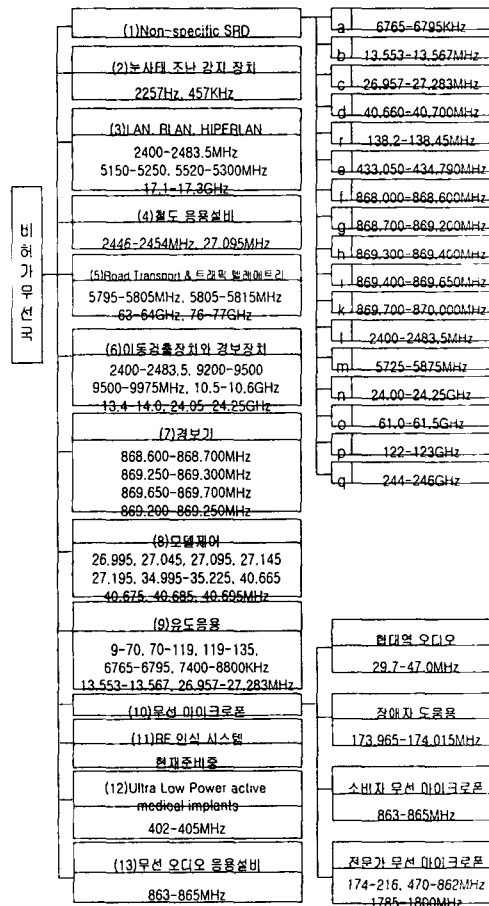 비허가무선국
(1)Non-specific SRD
(2)눈사태 조난 감지 장치
2257Hz, 457KHz
(3)LAN, RLAN, HIPERLAN
2400-2483.5MHz
5150-5250, 5520-5300MHz
17.1-17.3GHz
(4)철도 응용설비
2446-2454MHz, 27.095MHz
(5)Road Transport & 트래픽 텔레메트리
5795-5805MHz, 5805-5815MHz
63-64GHz, 76-77GHz
(6)이동검출장치와 경보장치
2400-2483.5, 9200-9500
9500-9975MHz, 10.5-10.6GHz
13.4-14.0, 24.05-24.25GHz
(7)경보기
868.600-868.700MHz
869.250-869.300MHz
869.650-869.700MHz
869.200-869.250MHz
(8)모델제어
26.995, 27.045, 27.095, 27.145
27.195, 34.995-35.225, 40.665
40.675, 40.685, 40.695MHz
(9)유도응용
9-70, 70-119, 119-135,
6765-6795, 7400-8800KHz
13.553-13.567, 26.957-27.283MHz
(10)무선 마이크로폰
(11)RF 인식 시스템
현재준비중
(12)Ultra Low Power active
medical implants
402-405MHz
(13)무선 오디오 응용설비
863-865MHz
a 6765-6795KHz
b 13.553-13.567MHz
c 26.957-27.283MHz
d 40.660-40.700MHz
r 138.2-138.45MHz
e 433.050-434.790MHz
f 868.000-868.600MHz
g 868.700-869.200MHz
h 869.300-869.400MHz
i 869.400-869.650MHz
k 869.700-870.000MHz
l 2400-2483.5MHz
m 5725-5875MHz
n 24.00-24.25GHz
o 61.0-61.5GHz
p 122-123GHz
q 244-246GHz
협대역 오디오
29.7-47.0MHz
장애자 도움용
173.965-174.015MHz
소비자 무선 마이크로폰
863-865MHz
전문가 무선 마이크로폰
174-216, 470-862MHz
1785-1800MHz